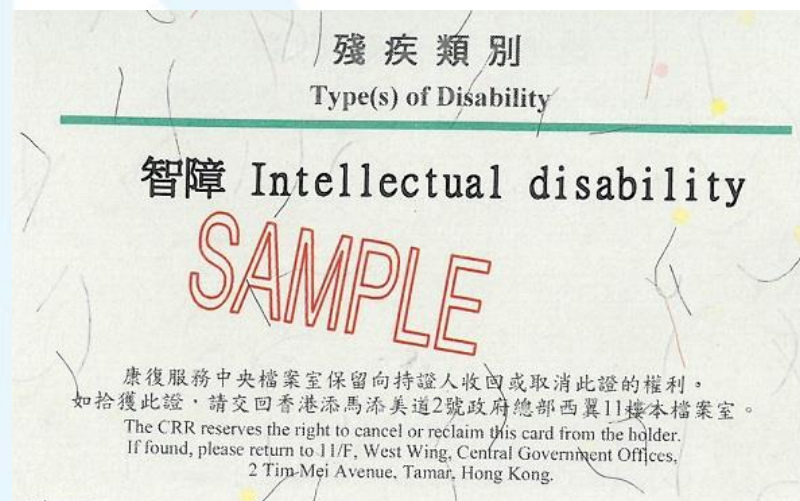 殘疾類別
Type(s) of Disability
智障 Intellectual disability
SAMPLE
康復服務中央檔案室保留向持證人收回或取消此證的權利。
如拾獲此證，請交回香港添馬添美道2號政府總部西翼11樓本檔案室。
The CRR reserves the right to cancel or reclaim this card from the holder.
If found, please return to 11/F, West Wing, Central Government Offices,
2 Tim Mei Avenue, Tamar, Hong Kong.